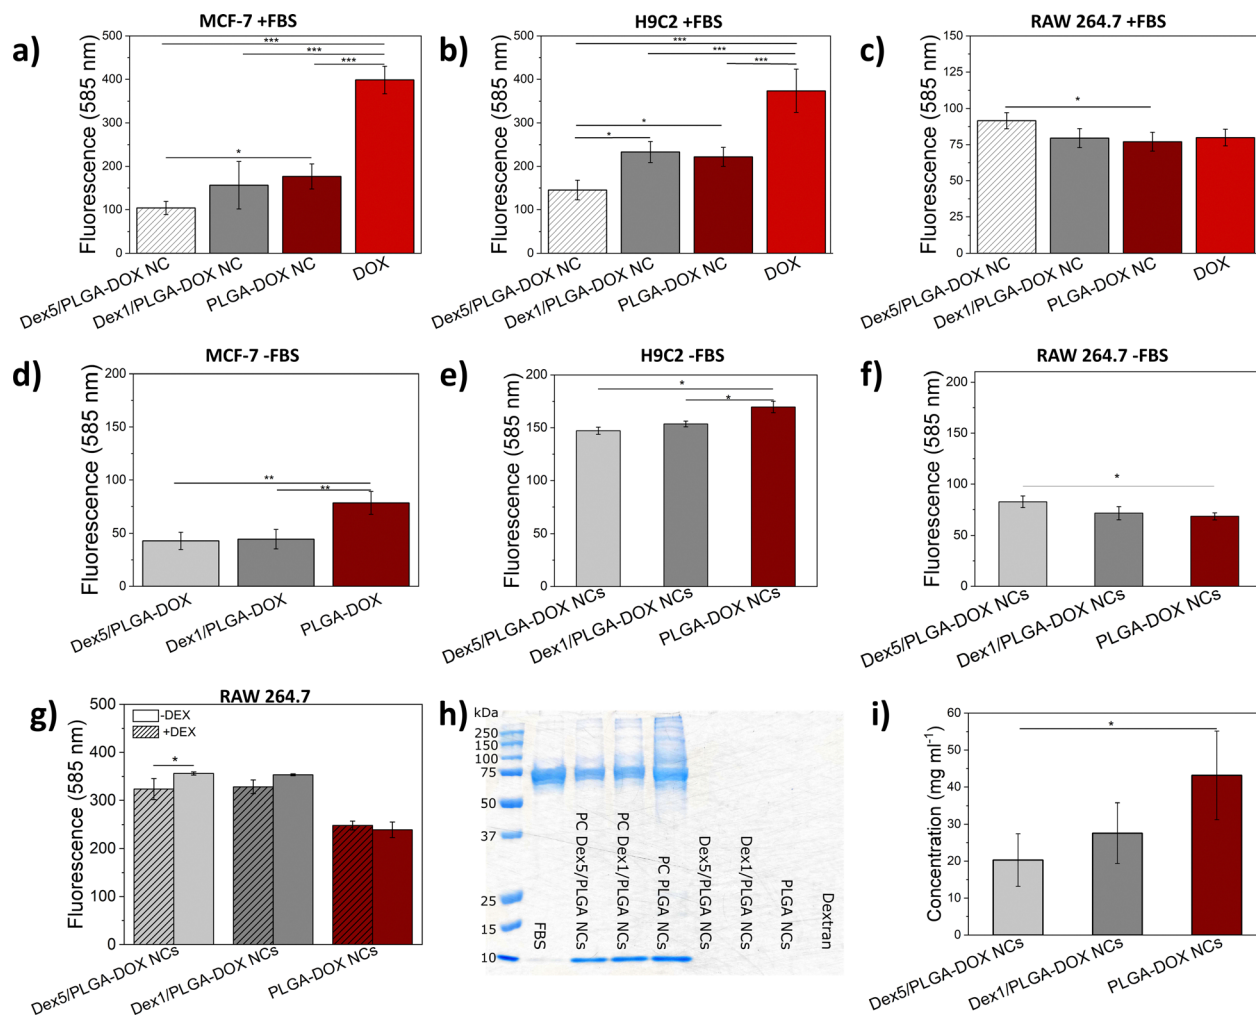 a)
MCF-7 +FBS
Fluorescence (585 nm)
500
400
300
200
100
0
***
***
***
*
Dex5/PLGA-DOX NC
Dex1/PLGA-DOX NC
PLGA-DOX NC
DOX
b)
H9C2 +FBS
Fluorescence (585 nm)
500
400
300
200
100
0
***
***
***
*
*
Dex5/PLGA-DOX NC
Dex1/PLGA-DOX NC
PLGA-DOX NC
DOX
c)
RAW 264.7 +FBS
Fluorescence (585 nm)
150
125
100
75
50
25
0
*
Dex5/PLGA-DOX NC
Dex1/PLGA-DOX NC
PLGA-DOX NC
DOX
d)
MCF-7 -FBS
Fluorescence (585 nm)
200
150
100
50
0
**
**
Dex5/PLGA-DOX
Dex1/PLGA-DOX
PLGA-DOX
e)
H9C2 -FBS
Fluorescence (585 nm)
200
150
100
50
0
*
*
Dex5/PLGA-DOX NCs
Dex1/PLGA-DOX NCs
PLGA-DOX NCs
f)
RAW 264.7 -FBS
Fluorescence (585 nm)
200
150
100
50
0
*
Dex5/PLGA-DOX NCs
Dex1/PLGA-DOX NCs
PLGA-DOX NCs
g)
RAW 264.7
Fluorescence (585 nm)
500
400
300
200
100
0
-DEX
+DEX
*
Dex5/PLGA-DOX NCs
Dex1/PLGA-DOX NCs
PLGA-DOX NCs
h)
kDa
250
150
100
75
50
37
25
15
10
FBS
PC Dex5/PLGA NCs
PC Dex1/PLGA NCs
PC PLGA NCs
Dex5/PLGA NCs
Dex1/PLGA NCs
PLGA NCs
Dextran
i)
Concentration (mg ml⁻¹)
60
50
40
30
20
10
0
*
Dex5/PLGA-DOX NCs
Dex1/PLGA-DOX NCs
PLGA-DOX NCs